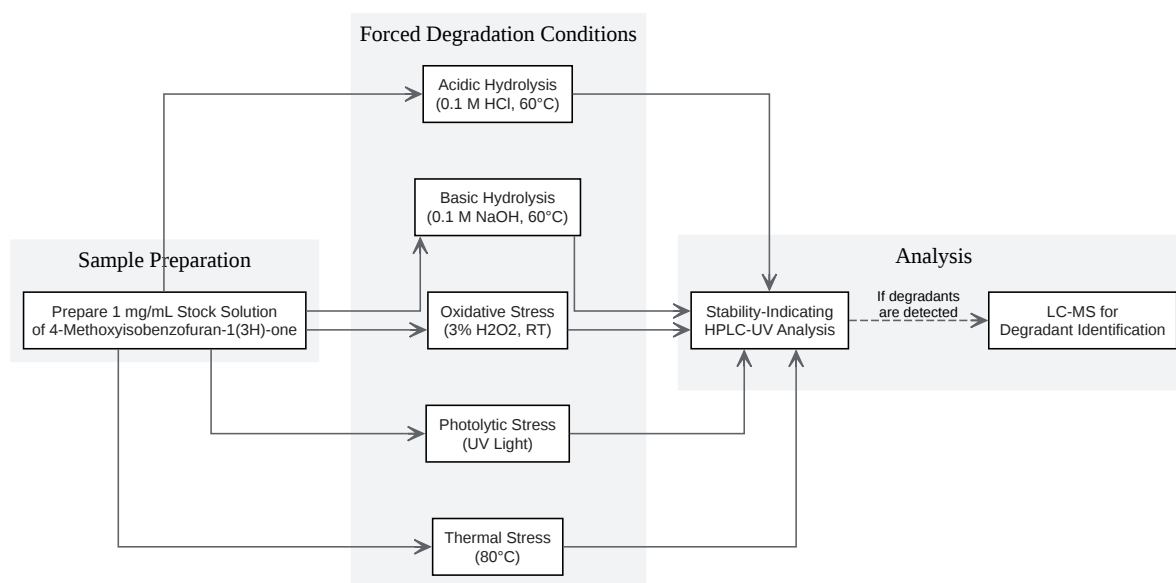 Forced Degradation Conditions
Acidic Hydrolysis
(0.1 M HCl, 60°C)
Basic Hydrolysis
(0.1 M NaOH, 60°C)
Sample Preparation
Prepare 1 mg/mL Stock Solution
of 4-Methoxyisobenzofuran-1(3H)-one
Oxidative Stress
(3% H2O2, RT)
Photolytic Stress
(UV Light)
Thermal Stress
(80°C)
Analysis
Stability-Indicating
HPLC-UV Analysis
If degradants
are detected
LC-MS for
Degradant Identification